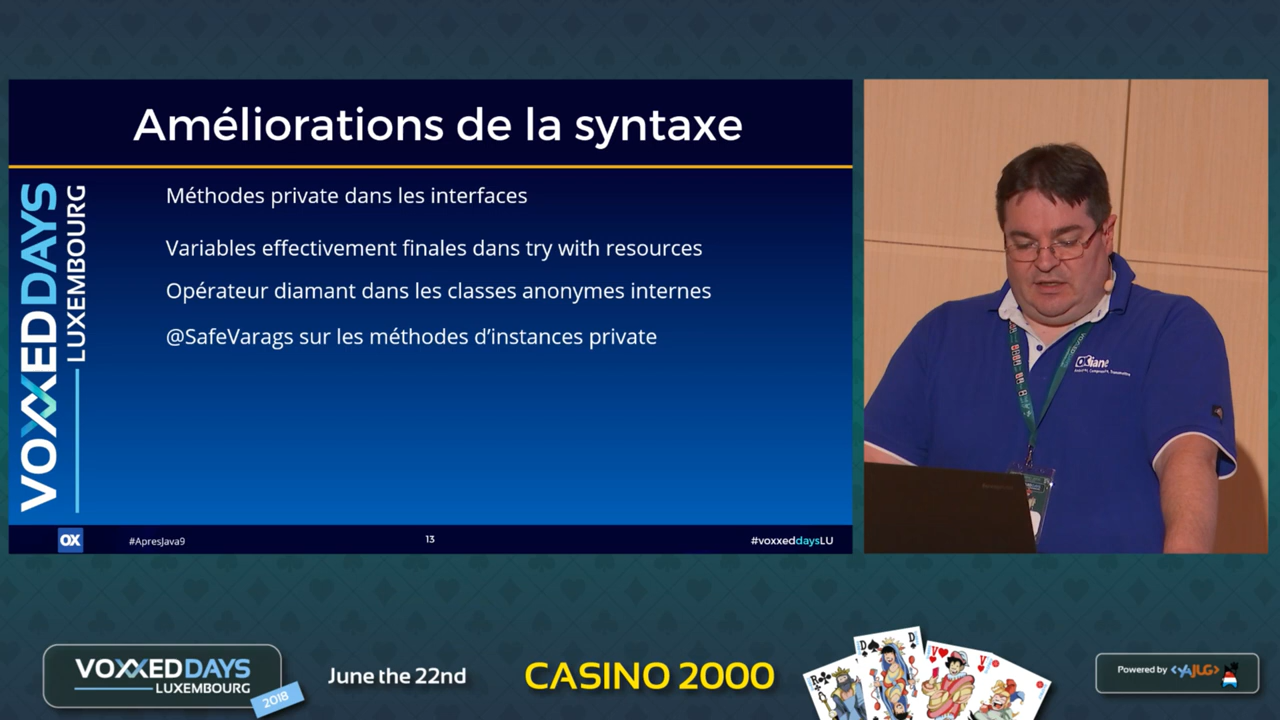 Améliorations de la syntaxe
VOXXEDDAYS
LUXEMBOURG
Méthodes private dans les interfaces
Variables effectivement finales dans try with resources
Opérateur diamant dans les classes anonymes internes
@SafeVarags sur les méthodes d’instances private
OX
#ApresJava9
13
#voxxeddaysLU
OXiane
VOXXEDDAYS
LUXEMBOURG
2018
June the 22nd
CASINO 2000
R
D
D
V
V
Powered by <YAJUG>